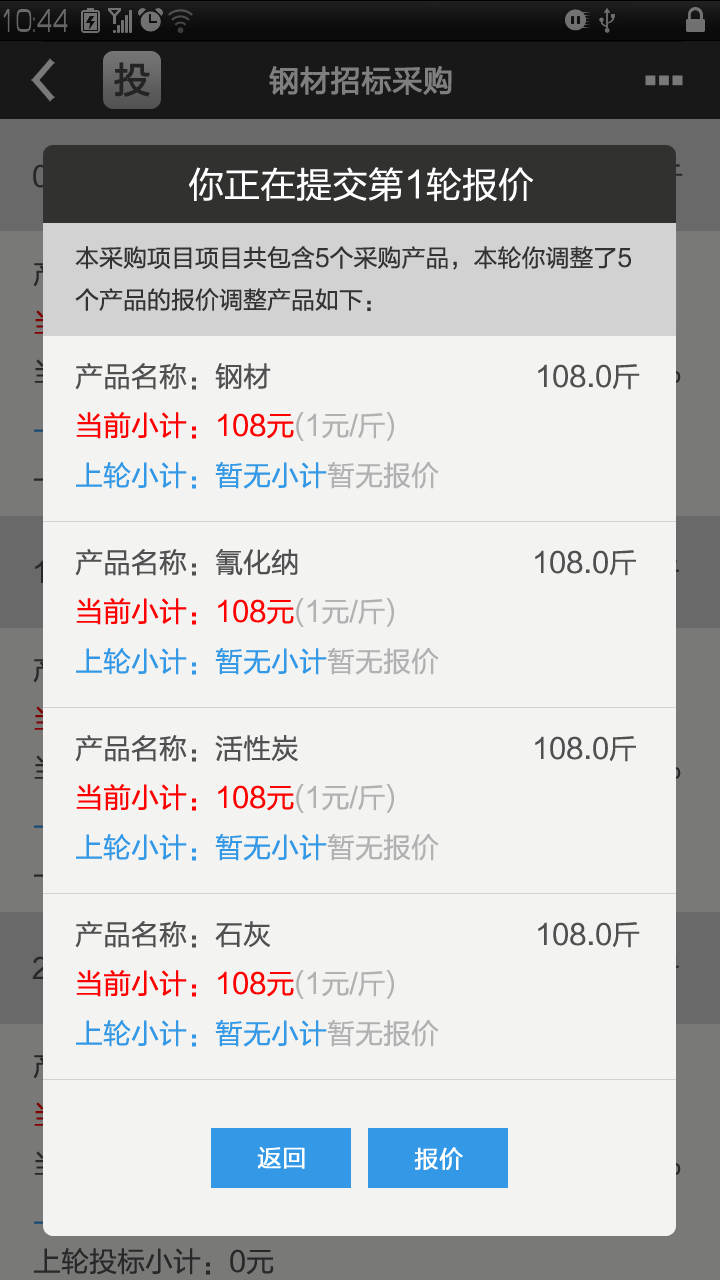 10:44
投 钢材招标采购
你正在提交第1轮报价
本采购项目项目共包含5个采购产品，本轮你调整了5
个产品的报价调整产品如下：
产品名称：钢材 108.0斤
当前小计：108元(1元/斤)
上轮小计：暂无小计暂无报价
产品名称：氰化纳 108.0斤
当前小计：108元(1元/斤)
上轮小计：暂无小计暂无报价
产品名称：活性炭 108.0斤
当前小计：108元(1元/斤)
上轮小计：暂无小计暂无报价
产品名称：石灰 108.0斤
当前小计：108元(1元/斤)
上轮小计：暂无小计暂无报价
返回 报价
上轮投标小计：0元